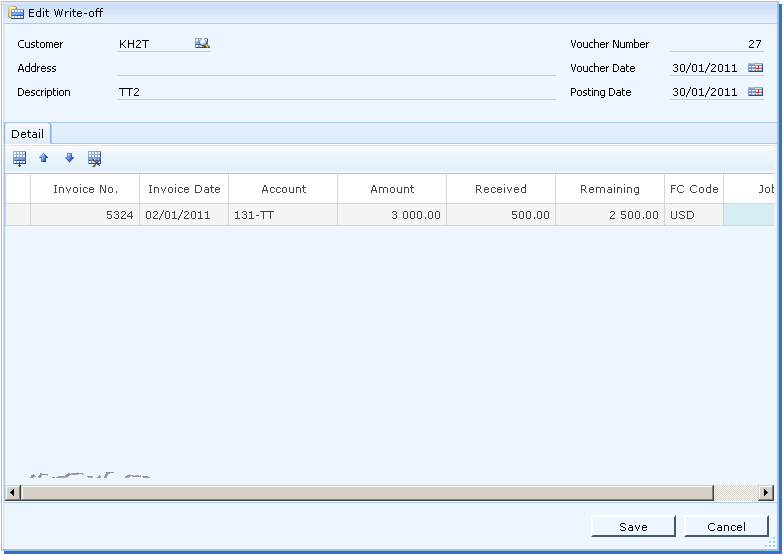 Edit Write-off
Customer KH2T Voucher Number 27
Address Voucher Date 30/01/2011
Description TT2 Posting Date 30/01/2011
Detail
Invoice No. Invoice Date Account Amount Received Remaining FC Code Job
5324 02/01/2011 131-TT 3 000.00 500.00 2 500.00 USD
Save Cancel